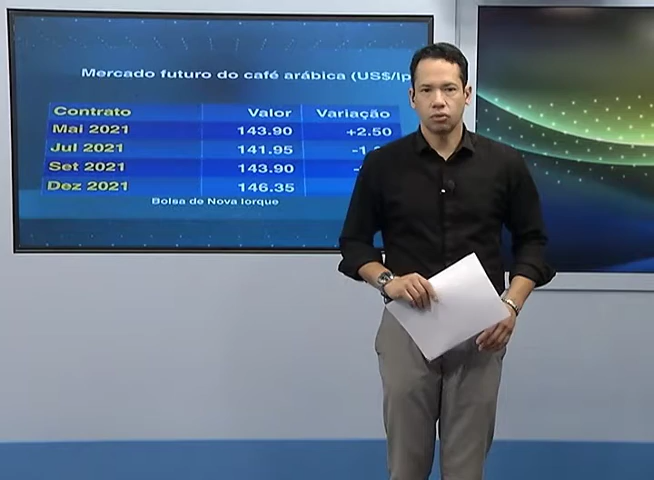 Mercado futuro do café arábica (US$/lp
Contrato Valor Variação
Mai 2021 143.90 +2.50
Jul 2021 141.95
Set 2021 143.90
Dez 2021 146.35
Bolsa de Nova Iorque